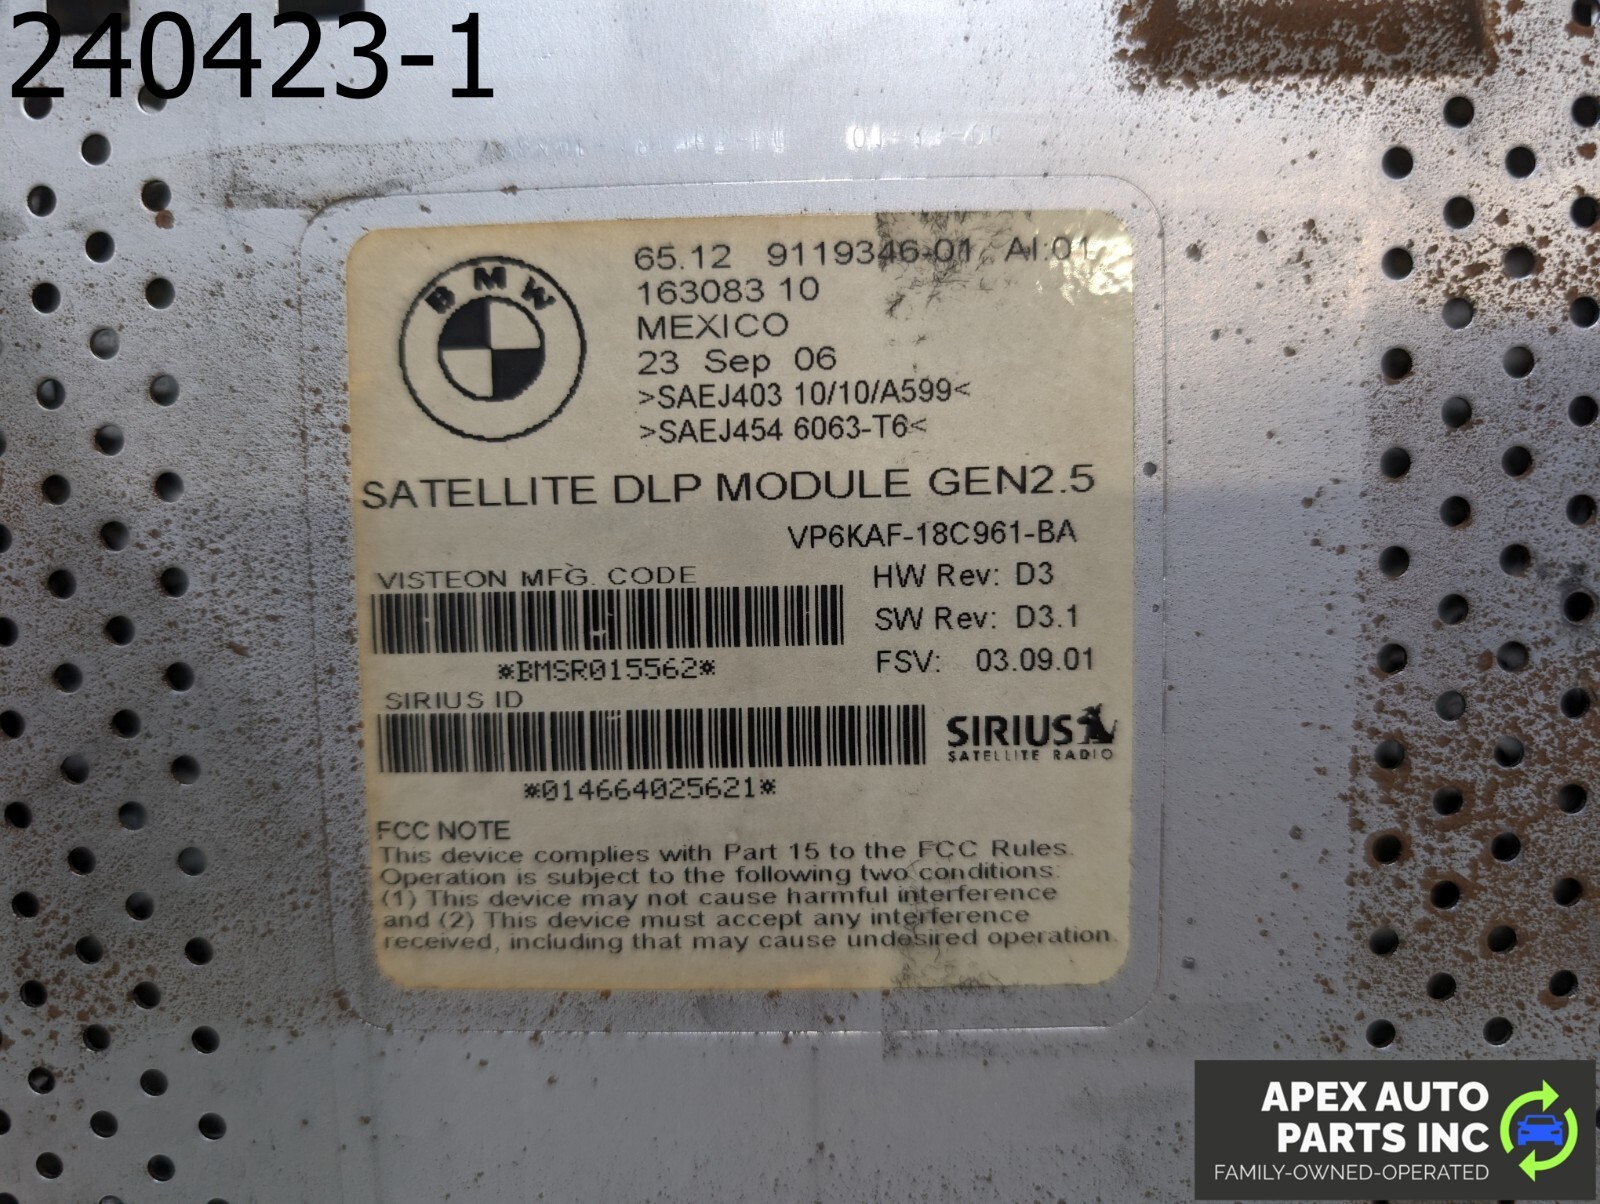 240423-1
BMW
65.12 9119346-01 AI:01
163083 10
MEXICO
23 Sep 06
>SAEJ403 10/10/A599<
>SAEJ454 6063-T6<
SATELLITE DLP MODULE GEN2.5
VP6KAF-18C961-BA
VISTEON MFG. CODE
HW Rev: D3
SW Rev: D3.1
*BMSR015562*
FSV: 03.09.01
SIRIUS ID
SIRIUS
SATELLITE RADIO
*014664025621*
FCC NOTE
This device complies with Part 15 to the FCC Rules.
Operation is subject to the following two conditions:
(1) This device may not cause harmful interference
and (2) This device must accept any interference
received, including that may cause undesired operation.
APEX AUTO
PARTS INC
FAMILY-OWNED-OPERATED